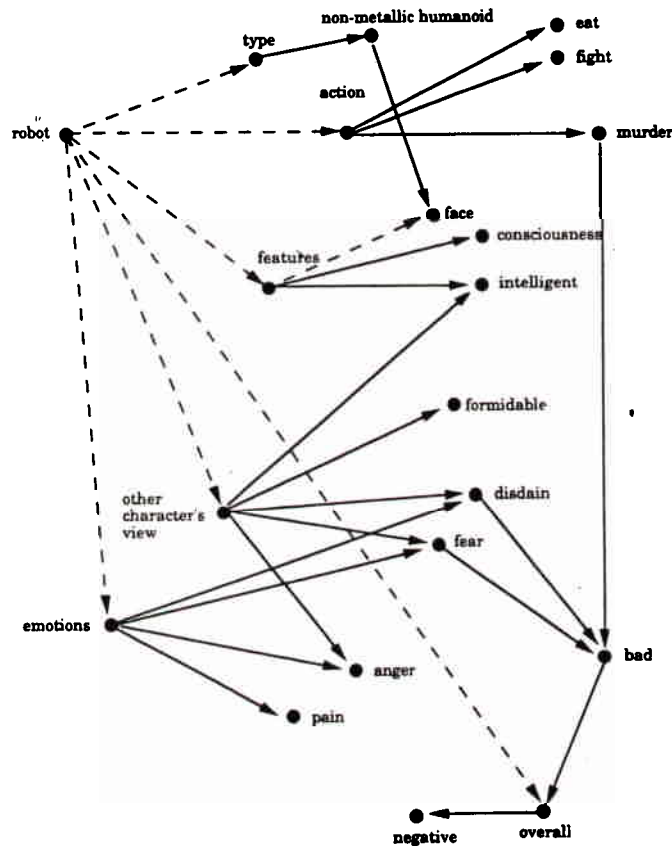 non-metallic humanoid
type
eat
fight
action
robot
murder
face
consciousness
features
intelligent
formidable
disdain
other
character's
view
fear
emotions
bad
anger
pain
negative
overall